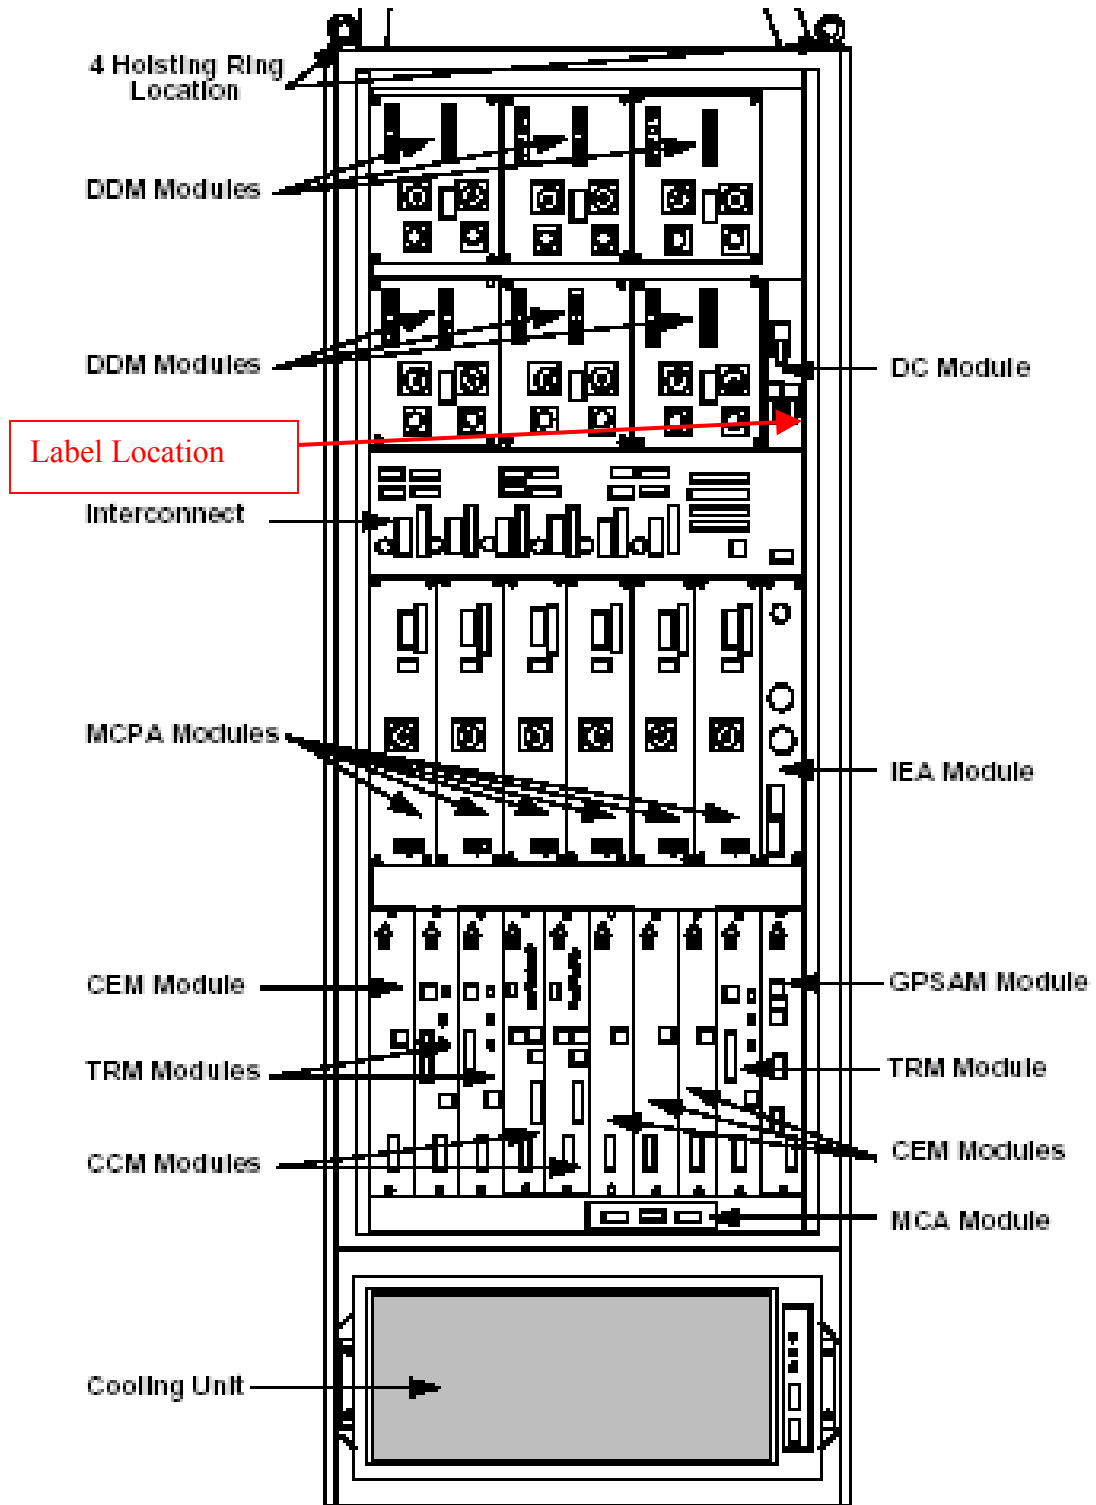 4 Hoisting Ring
Location
DDM Modules
DDM Modules
DC Module
Label Location
Interconnect
MCPA Modules
IEA Module
CEM Module
GPSAM Module
TRM Modules
TRM Module
CCM Modules
CEM Modules
MCA Module
Cooling Unit